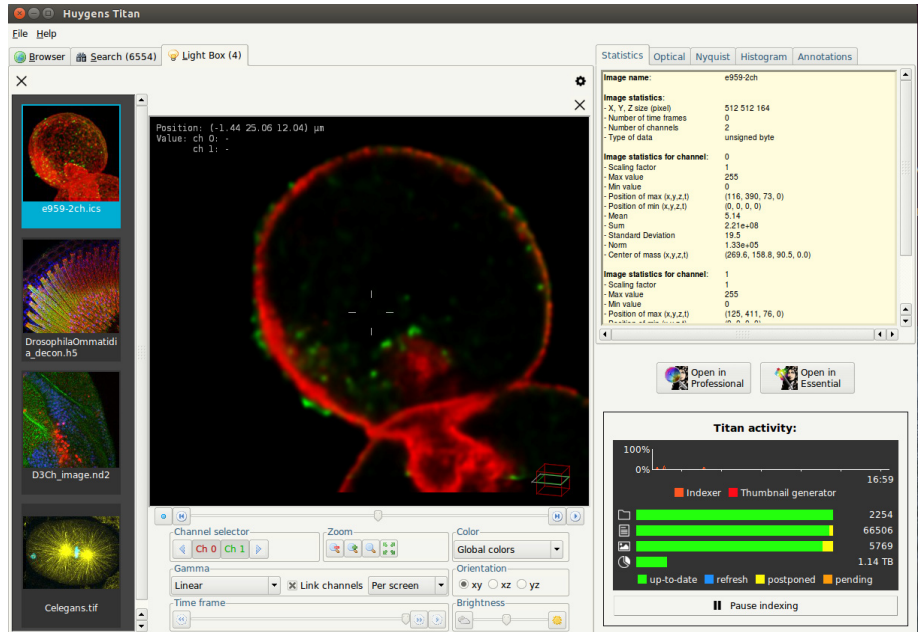 Huygens Titan
File Help
Browser Search (6554) Light Box (4)
e959-2ch.ics
DrosophilaOmmatidi
a_decon.h5
D3Ch_image.nd2
Celegans.tif
Position: (-1.44 25.06 12.04) µm
Value: ch 0: -
ch 1: -
Channel selector
Ch 0 Ch 1
Zoom
Color
Global colors
Gamma
Linear
Link channels Per screen
Orientation
xy xz yz
Time frame
Brightness
Statistics Optical Nyquist Histogram Annotations
Image name: e959-2ch
Image statistics:
- X, Y, Z size (pixel) 512 512 164
- Number of time frames 0
- Number of channels 2
- Type of data unsigned byte
Image statistics for channel: 0
- Scaling factor 1
- Max value 255
- Min value 0
- Position of max (x,y,z,t) (116, 390, 73, 0)
- Position of min (x,y,z,t) (0, 0, 0, 0)
- Mean 5.14
- Sum 2.21e+08
- Standard Deviation 19.5
- Norm 1.33e+05
- Center of mass (x,y,z,t) (269.6, 158.8, 90.5, 0.0)
Image statistics for channel: 1
- Scaling factor 1
- Max value 255
- Min value 0
- Position of max (x,y,z,t) (125, 411, 76, 0)
Open in
Professional
Open in
Essential
Titan activity:
100%
0%
16:59
Indexer Thumbnail generator
2254
66506
5769
1.14 TB
up-to-date refresh postponed pending
Pause indexing